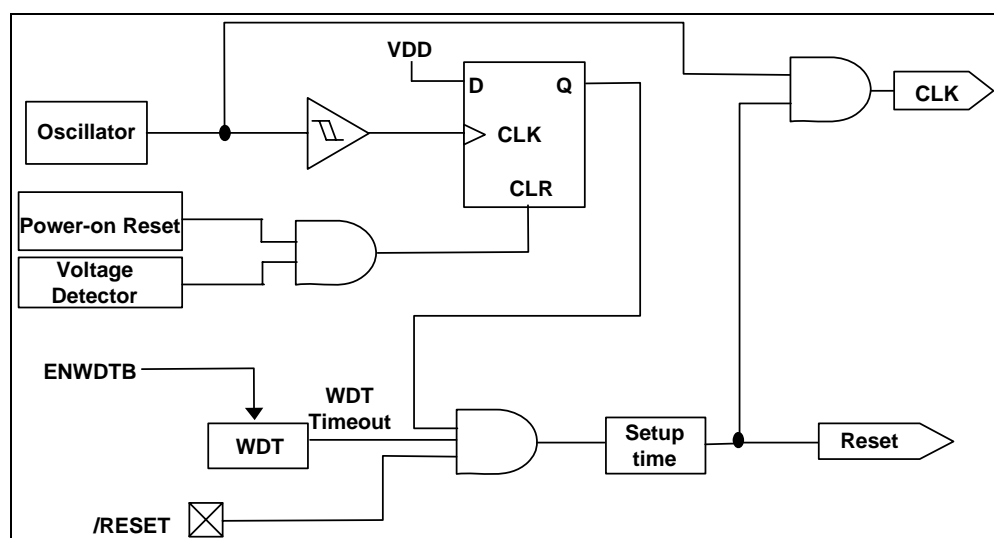 VDD
D
Q
CLK
Oscillator
CLK
CLR
Power-on Reset
Voltage
Detector
ENWDTB
WDT
Timeout
WDT
Setup
time
Reset
/RESET